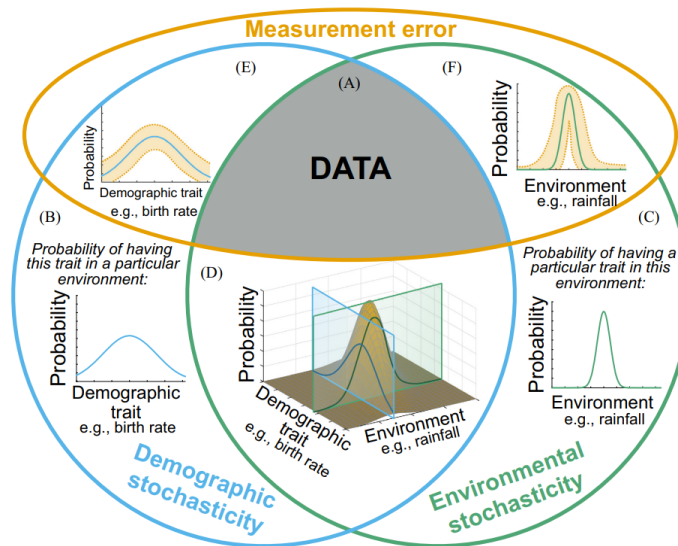 Measurement error
(E)
(A)
(F)
Probability
Demographic trait
e.g., birth rate
DATA
Probability
Environment
e.g., rainfall
(B)
Probability of having
this trait in a particular
environment:
Probability
Demographic
trait
e.g., birth rate
(D)
Probability
Demographic
trait
e.g., birth rate
Environment
e.g., rainfall
(C)
Probability of having a
particular trait in this
environment:
Probability
Environment
e.g., rainfall
Demographic
stochasticity
Environmental
stochasticity